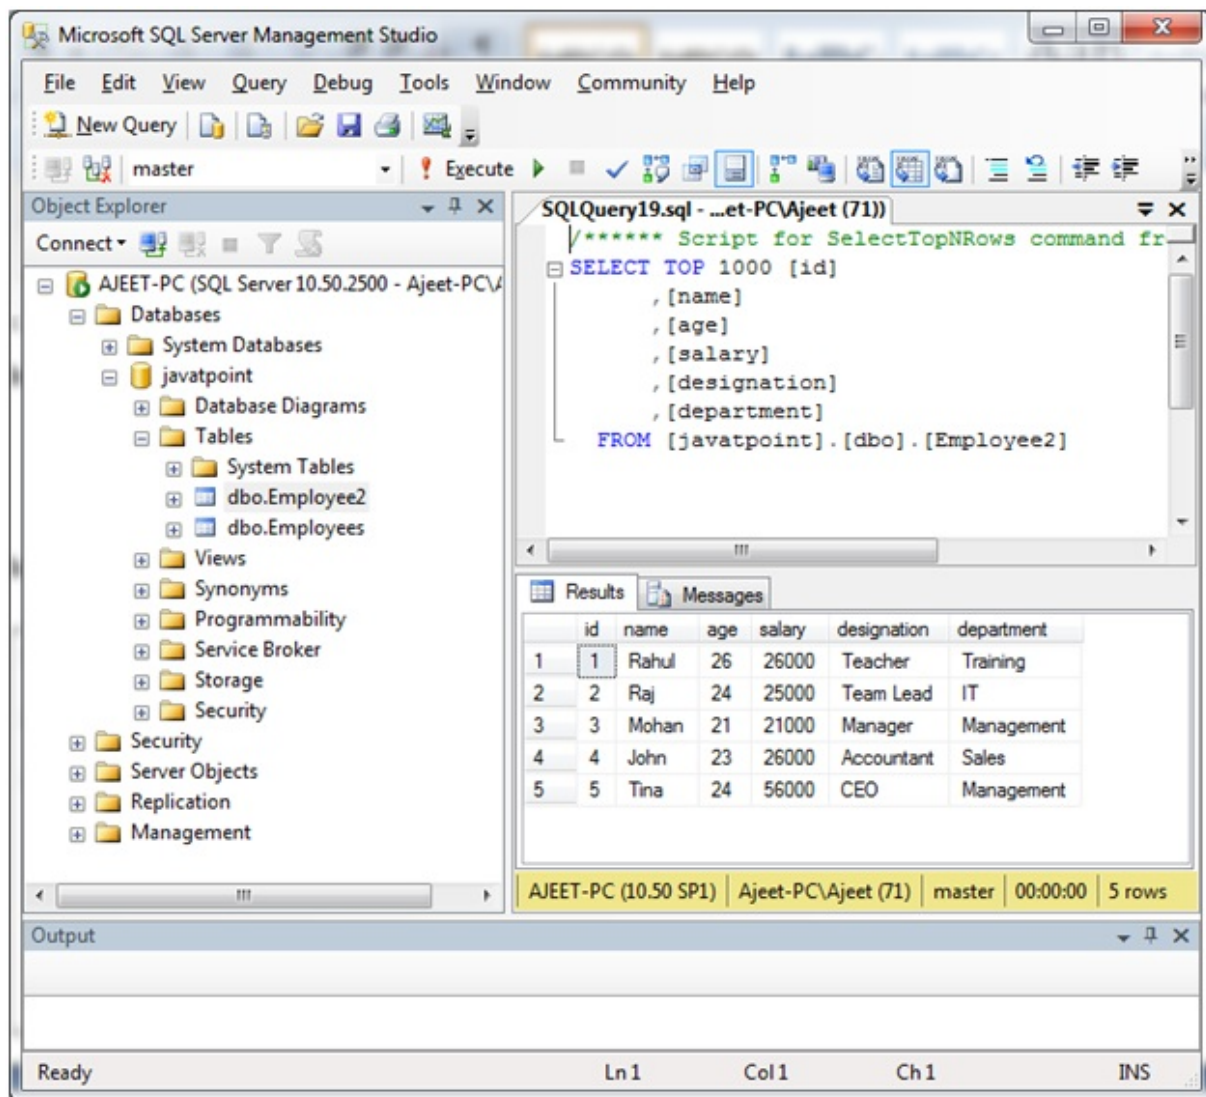 Microsoft SQL Server Management Studio
File Edit View Query Debug Tools Window Community Help
New Query
master Execute
Object Explorer
Connect
AJEET-PC (SQL Server 10.50.2500 - Ajeet-PC\A
Databases
System Databases
javatpoint
Database Diagrams
Tables
System Tables
dbo.Employee2
dbo.Employees
Views
Synonyms
Programmability
Service Broker
Storage
Security
Security
Server Objects
Replication
Management
SQLQuery19.sql - ...et-PC\Ajeet (71))
/****** Script for SelectTopNRows command fr
SELECT TOP 1000 [id]
,[name]
,[age]
,[salary]
,[designation]
,[department]
FROM [javatpoint].[dbo].[Employee2]
Results Messages
id name age salary designation department
1 1 Rahul 26 26000 Teacher Training
2 2 Raj 24 25000 Team Lead IT
3 3 Mohan 21 21000 Manager Management
4 4 John 23 26000 Accountant Sales
5 5 Tina 24 56000 CEO Management
AJEET-PC (10.50 SP1) Ajeet-PC\Ajeet (71) master 00:00:00 5 rows
Output
Ready Ln 1 Col 1 Ch 1 INS